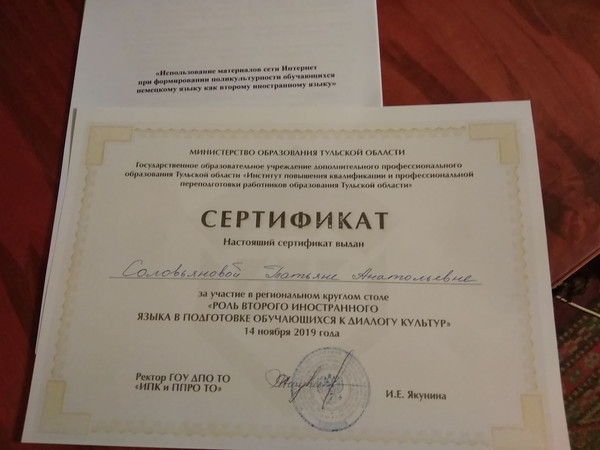 «Использование материалов сети Интернет
при формировании поликультурности обучающихся
немецкому языку как второму иностранному языку»
МИНИСТЕРСТВО ОБРАЗОВАНИЯ ТУЛЬСКОЙ ОБЛАСТИ
Государственное образовательное учреждение дополнительного профессионального
образования Тульской области «Институт повышения квалификации и профессиональной
переподготовки работников образования Тульской области»
СЕРТИФИКАТ
Настоящий сертификат выдан
Соловьяновой Татьяне Анатольевне
за участие в региональном круглом столе
«РОЛЬ ВТОРОГО ИНОСТРАННОГО
ЯЗЫКА В ПОДГОТОВКЕ ОБУЧАЮЩИХСЯ К ДИАЛОГУ КУЛЬТУР»
14 ноября 2019 года
Ректор ГОУ ДПО ТО
«ИПК и ППРО ТО»
И.Е. Якунина